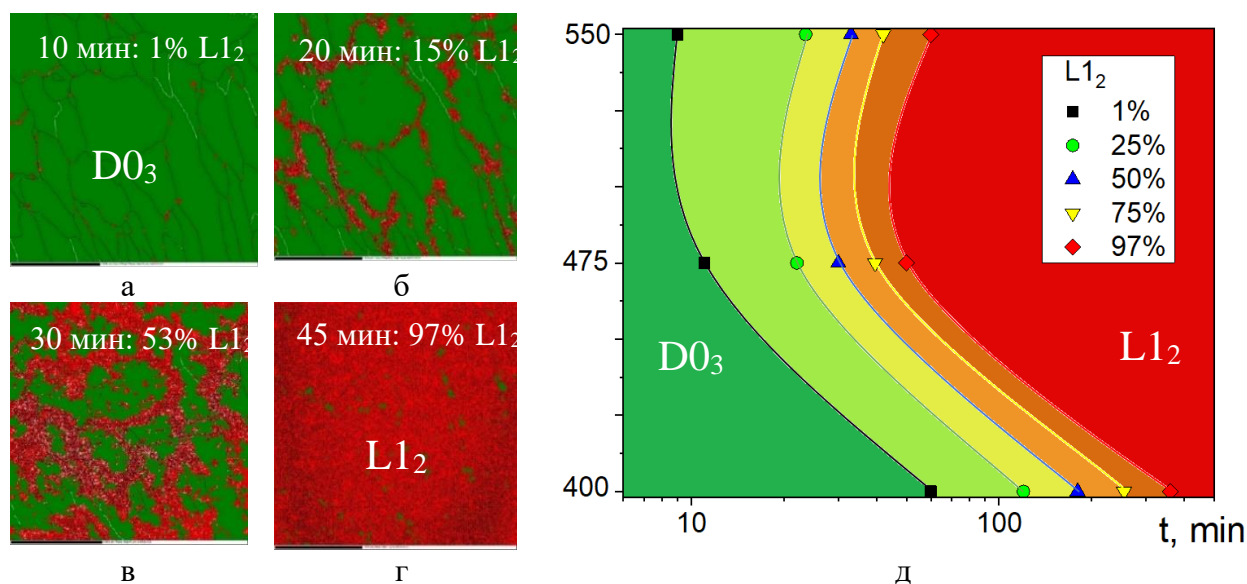 10 мин: 1% L1₂
D0₃
а
20 мин: 15% L1₂
б
30 мин: 53% L1₂
в
45 мин: 97% L1₂
L1₂
г
550
475
400
10
100
t, min
D0₃
L1₂
L1₂
1%
25%
50%
75%
97%
д